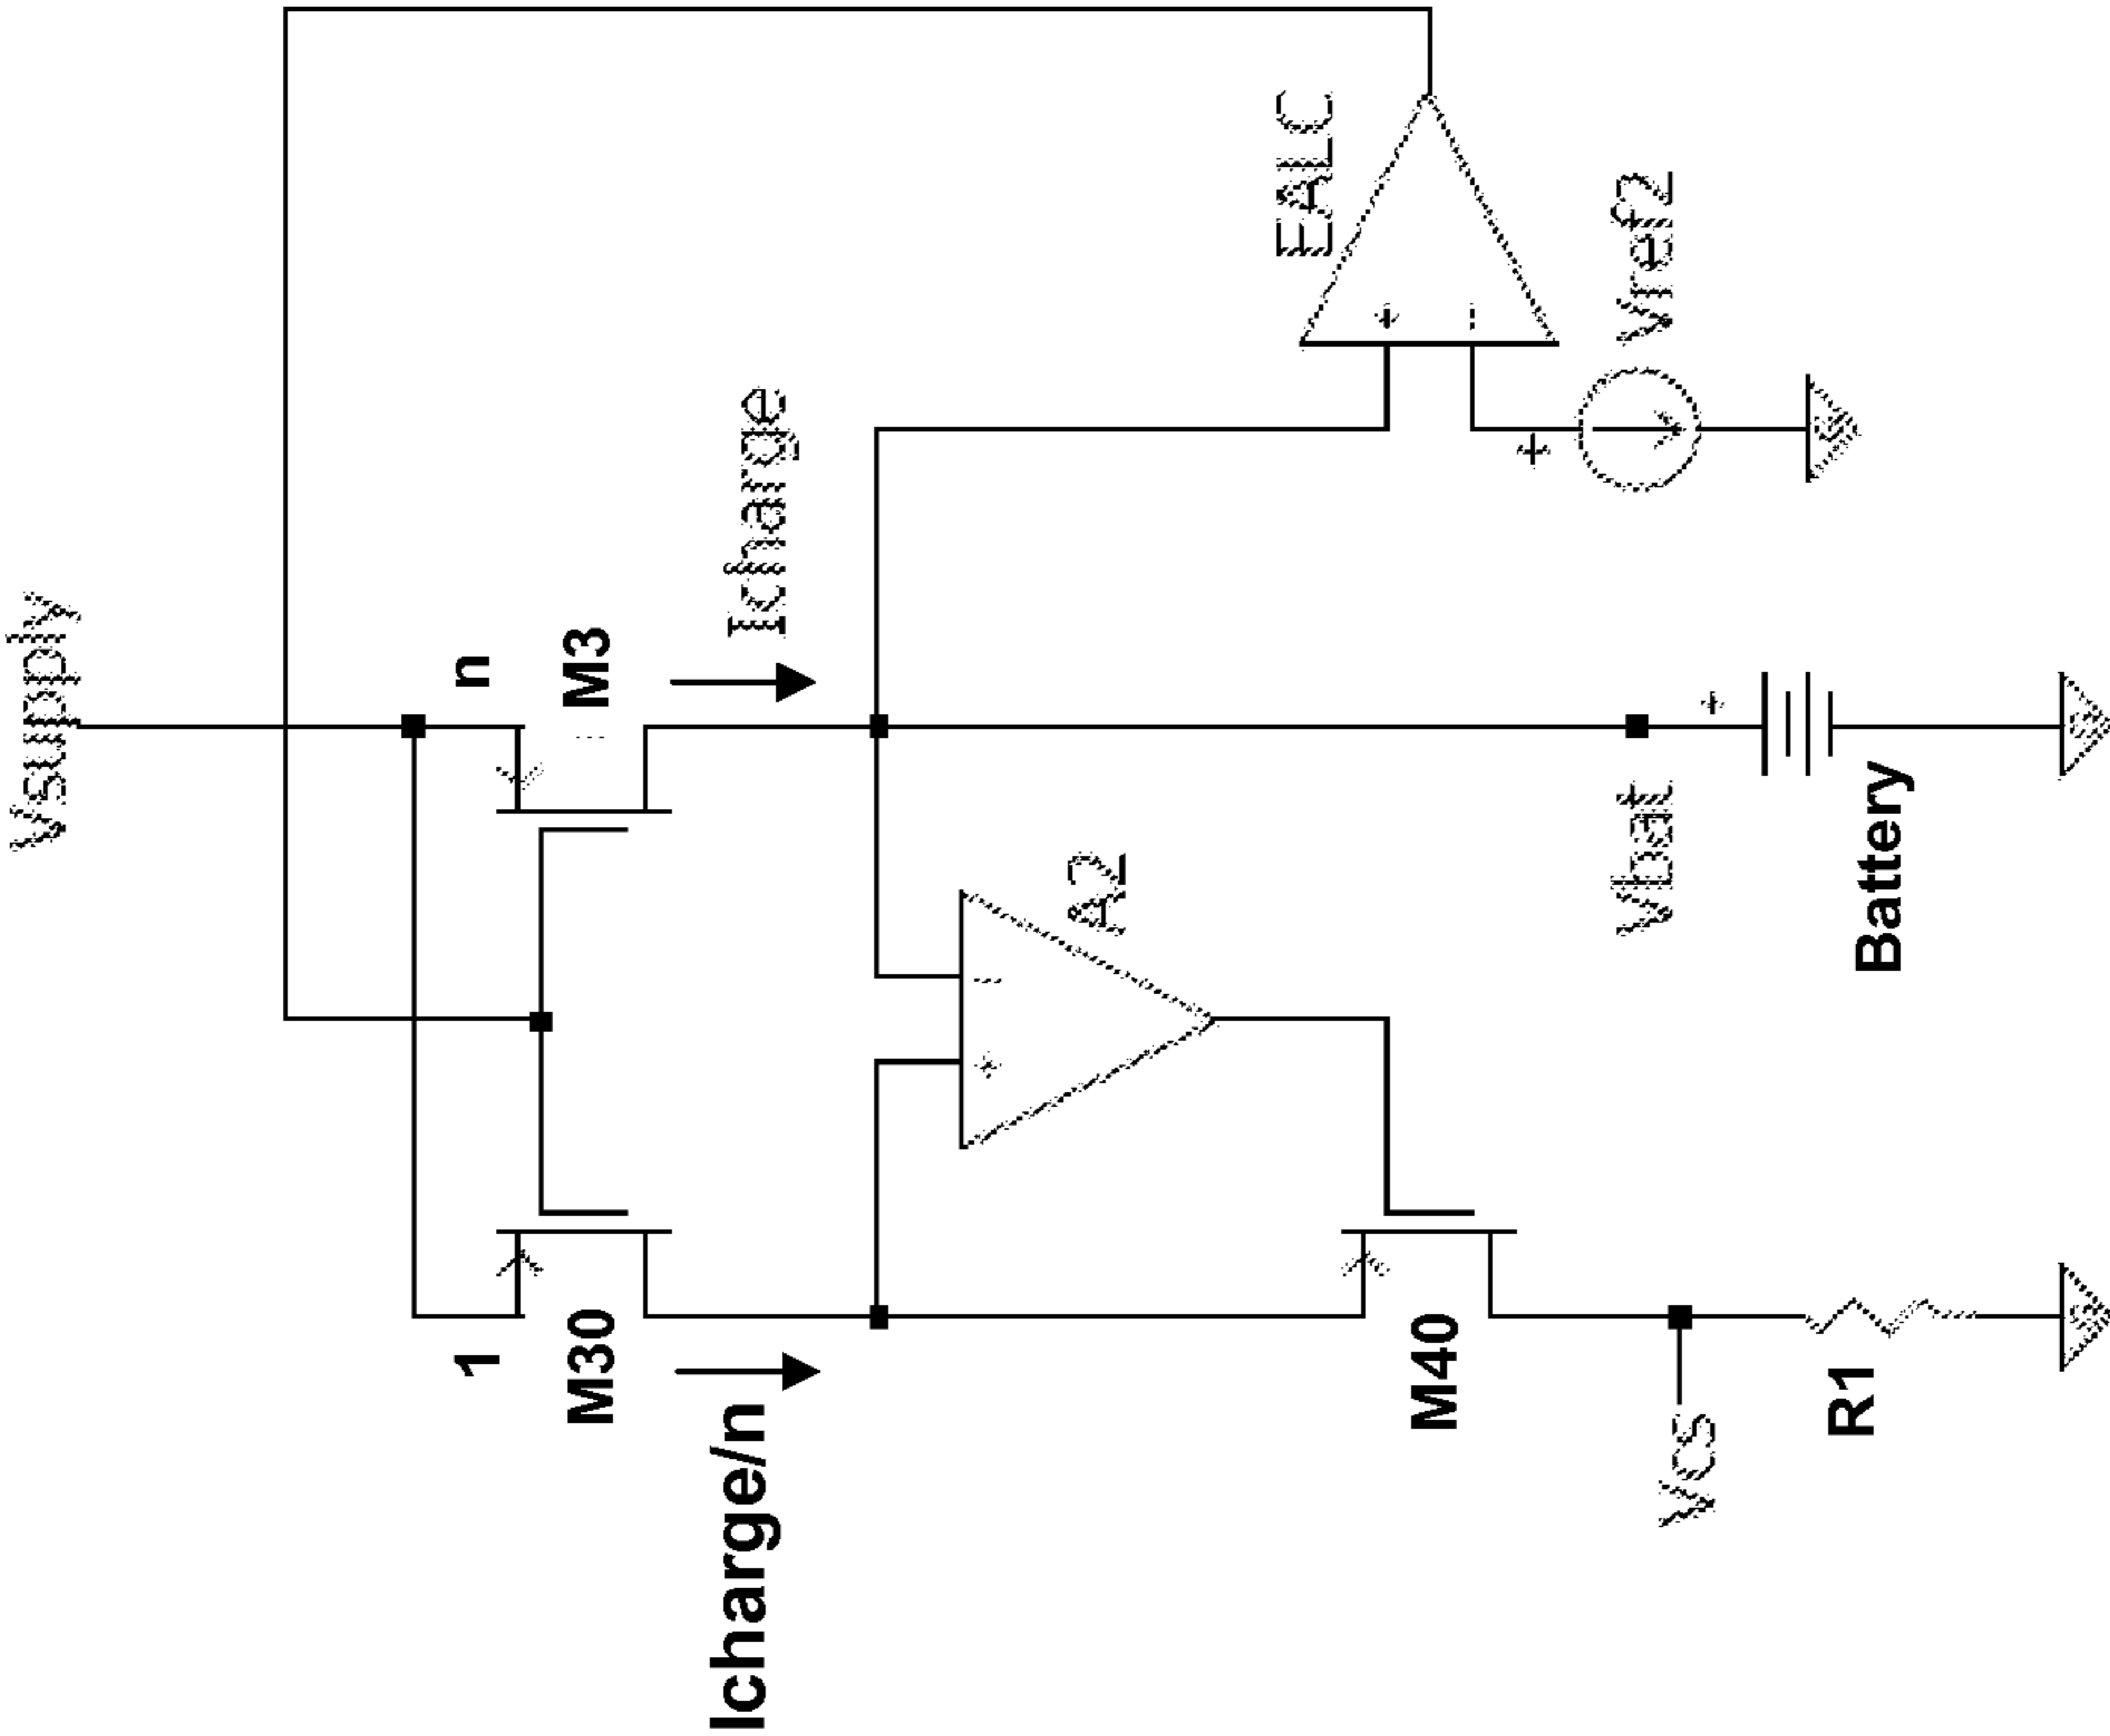 Vsupply
1
n
M30
M3
Icharge/n
Icharge
+
-
A2
EALC
+
-
M40
+
Vref2
Vbat
Vcs
+
R1
Battery